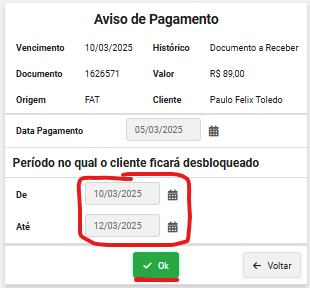 Aviso de Pagamento
Vencimento 10/03/2025 Histórico Documento a Receber
Documento 1626571 Valor R$ 89,00
Origem FAT Cliente Paulo Felix Toledo
Data Pagamento 05/03/2025
Período no qual o cliente ficará desbloqueado
De 10/03/2025
Até 12/03/2025
Ok Voltar